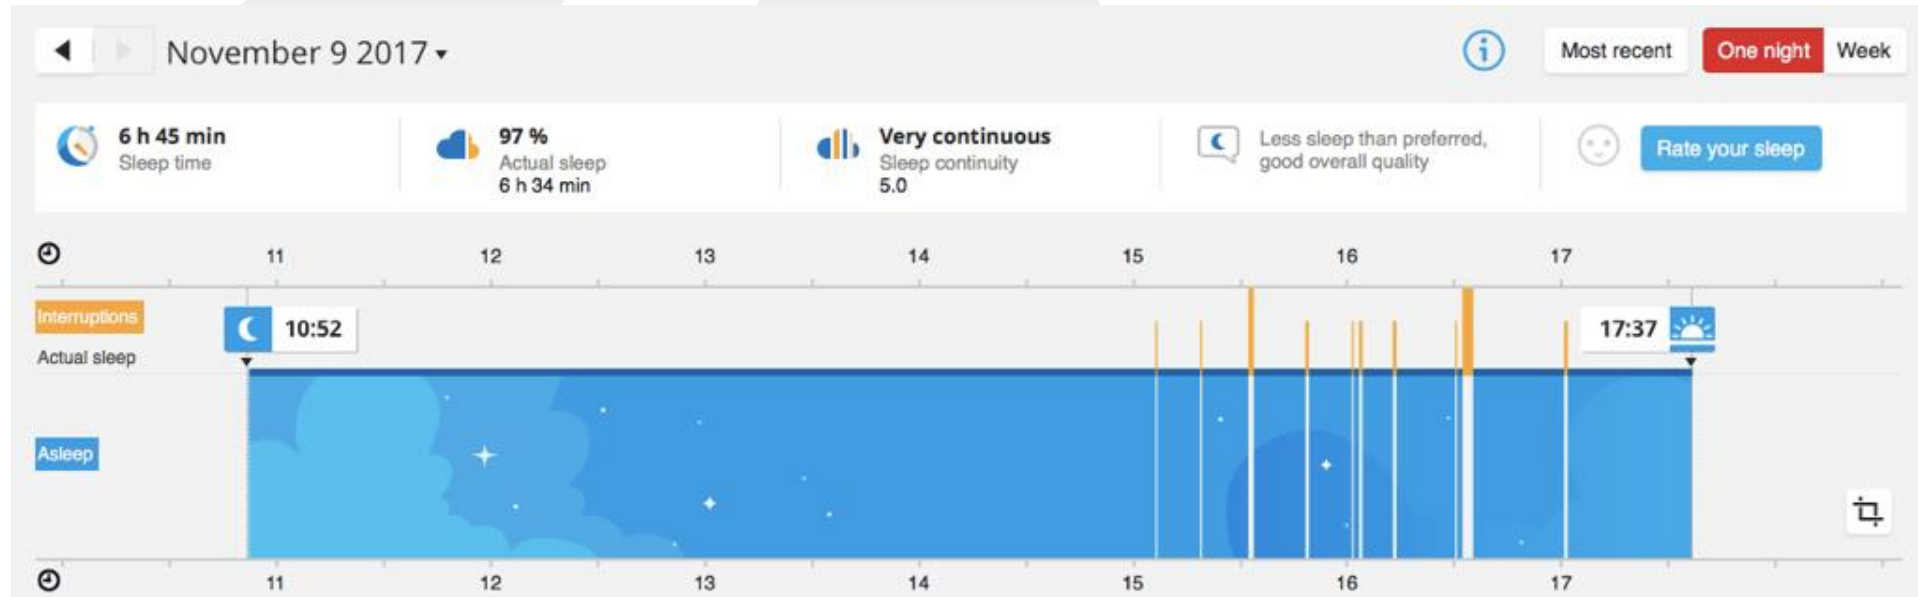 November 9 2017
Most recent
One night
Week
6 h 45 min
Sleep time
97 %
Actual sleep
6 h 34 min
Very continuous
Sleep continuity
5.0
Less sleep than preferred,
good overall quality
Rate your sleep
11 12 13 14 15 16 17
Interruptions
Actual sleep
10:52
17:37
Asleep
11 12 13 14 15 16 17